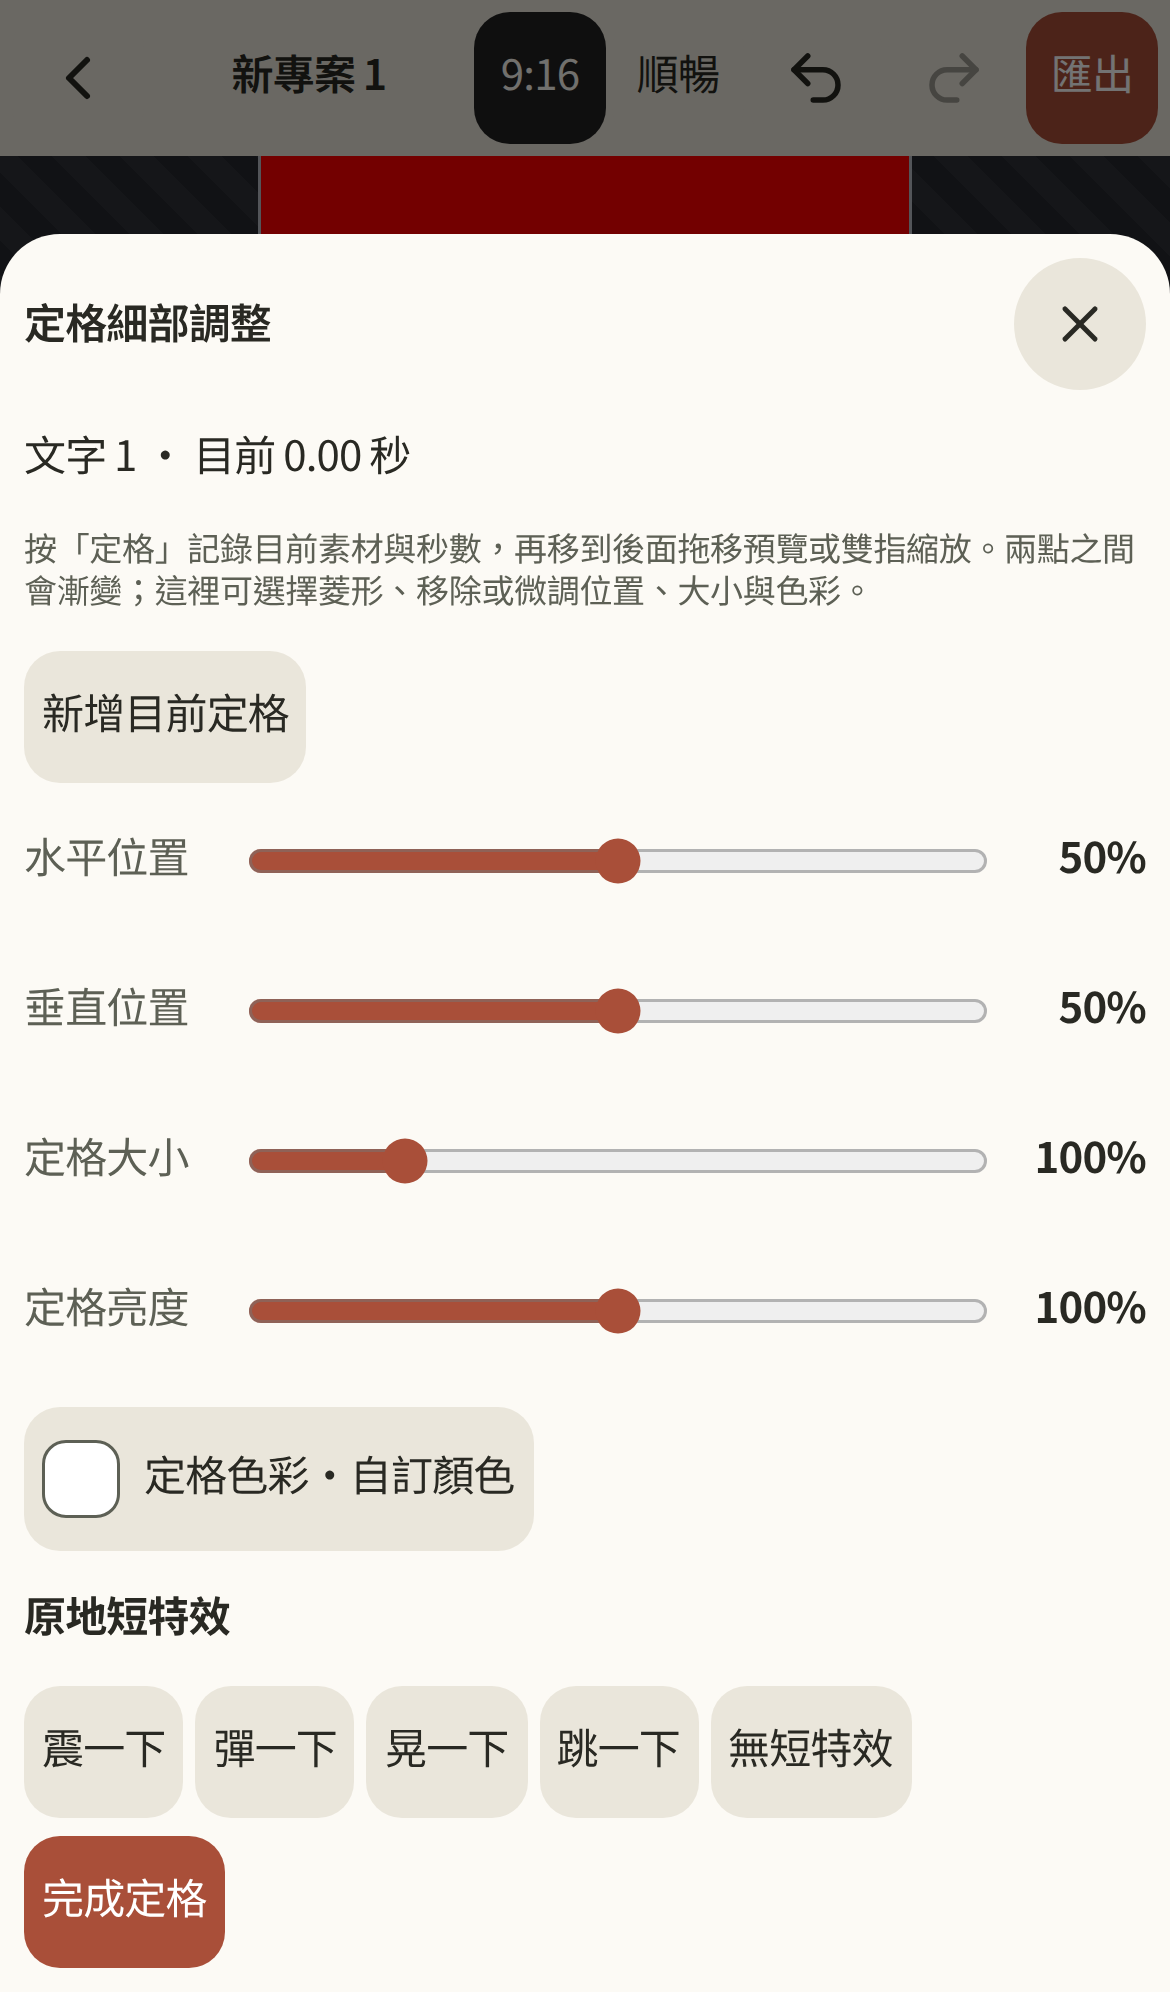 新專案 1
9:16
順暢
匯出
定格細部調整
文字 1 · 目前 0.00 秒
按「定格」記錄目前素材與秒數，再移到後面拖移預覽或雙指縮放。兩點之間
會漸變；這裡可選擇菱形、移除或微調位置、大小與色彩。
新增目前定格
水平位置 50%
垂直位置 50%
定格大小 100%
定格亮度 100%
定格色彩·自訂顏色
原地短特效
震一下
彈一下
晃一下
跳一下
無短特效
完成定格